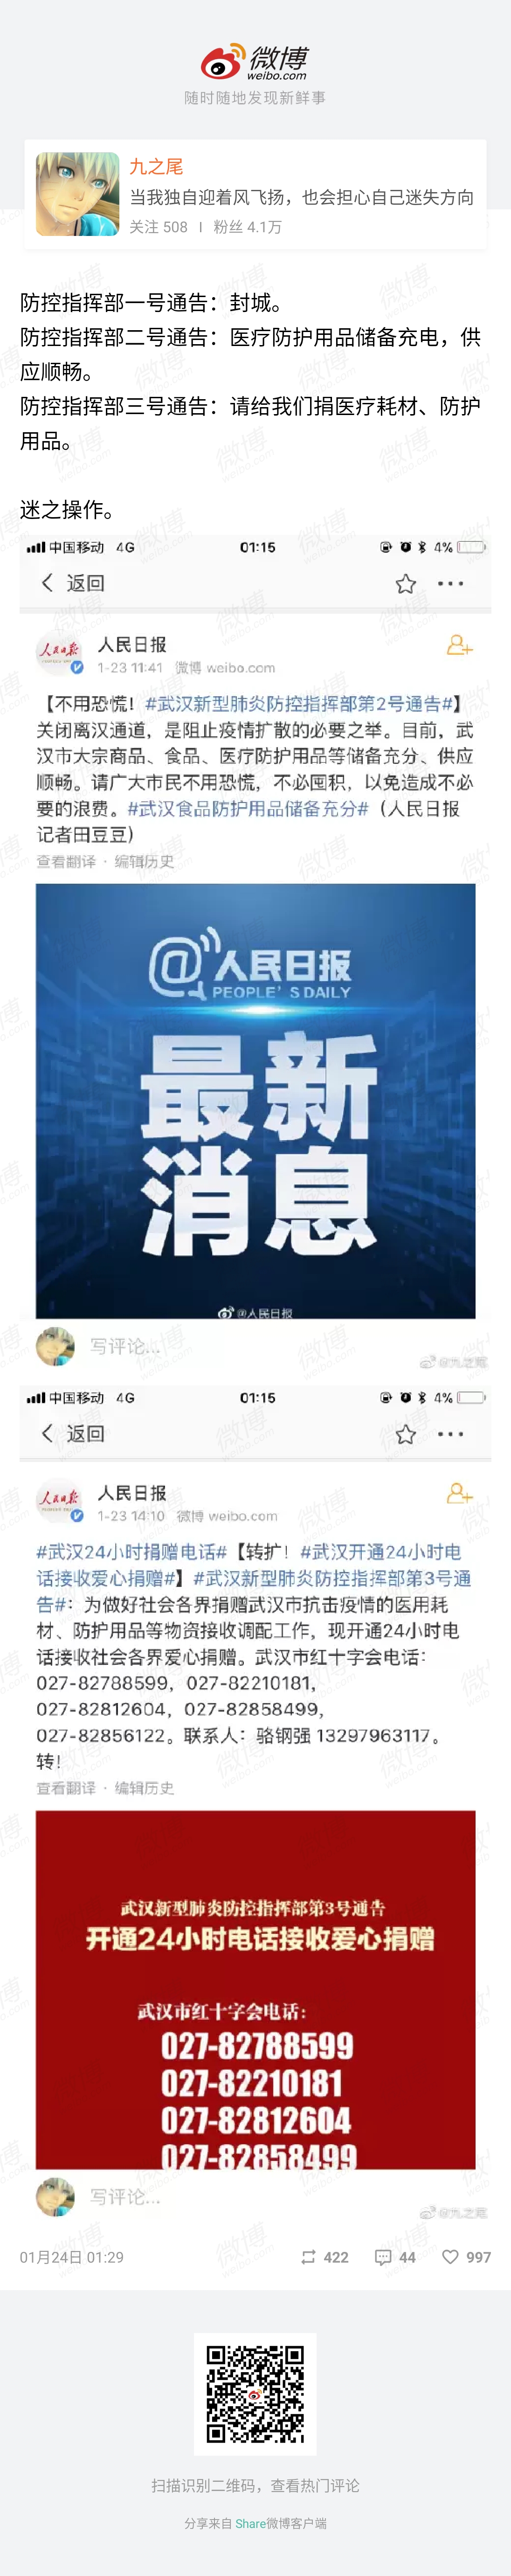 微博
weibo.com
随时随地发现新鲜事
九之尾
当我独自迎着风飞扬，也会担心自己迷失方向
关注 508 | 粉丝 4.1万
防控指挥部一号通告：封城。
防控指挥部二号通告：医疗防护用品储备充电，供
应顺畅。
防控指挥部三号通告：请给我们捐医疗耗材、防护
用品。
迷之操作。
中国移动 4G 01:15 4%
返回
人民日报
人民日报
1-23 11:41 微博 weibo.com
【不用恐慌！#武汉新型肺炎防控指挥部第2号通告#】
关闭离汉通道，是阻止疫情扩散的必要之举。目前，武
汉市大宗商品、食品、医疗防护用品等储备充分、供应
顺畅。请广大市民不用恐慌，不必囤积，以免造成不必
要的浪费。#武汉食品防护用品储备充分#（人民日报
记者田豆豆）
查看翻译 · 编辑历史
@人民日报
PEOPLE'S DAILY
最新
消息
@人民日报
写评论...
@九之尾
中国移动 4G 01:15 4%
返回
人民日报
人民日报
1-23 14:10 微博 weibo.com
#武汉24小时捐赠电话#【转扩！#武汉开通24小时电
话接收爱心捐赠#】#武汉新型肺炎防控指挥部第3号通
告#：为做好社会各界捐赠武汉市抗击疫情的医用耗
材、防护用品等物资接收调配工作，现开通24小时电
话接收社会各界爱心捐赠。武汉市红十字会电话：
027-82788599，027-82210181，
027-82812604，027-82858499，
027-82856122。联系人：骆钢强 13297963117。
转！
查看翻译 · 编辑历史
武汉新型肺炎防控指挥部第3号通告
开通24小时电话接收爱心捐赠
武汉市红十字会电话：
027-82788599
027-82210181
027-82812604
027-82858499
写评论...
@九之尾
01月24日 01:29 422 44 997
扫描识别二维码，查看热门评论
分享来自 Share微博客户端